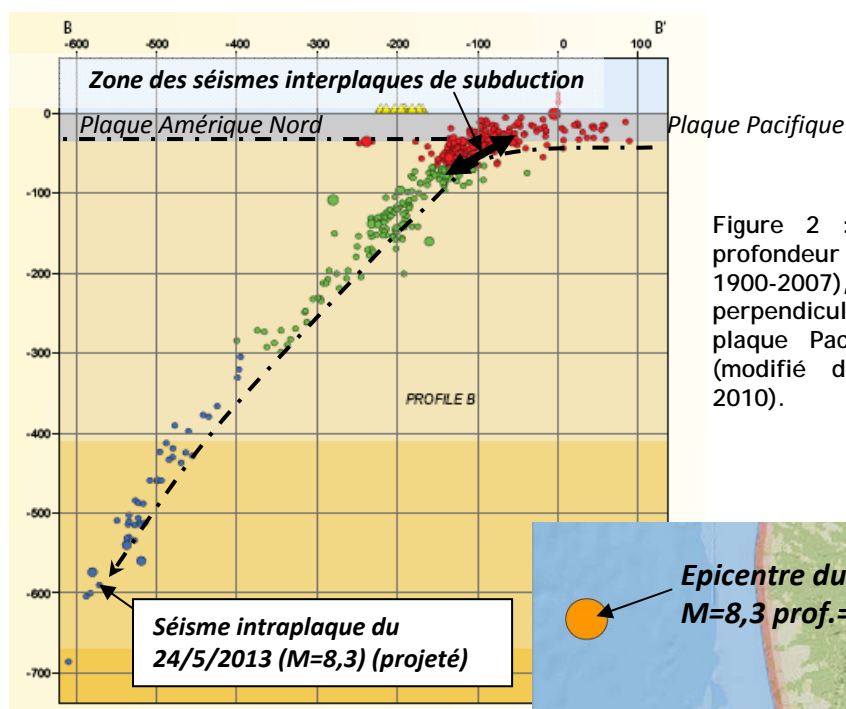 B B'
-600 -500 -400 -300 -200 -100 0 100
Zone des séismes interplaques de subduction
0
Plaque Amérique Nord
Plaque Pacifique
-100
-200
-300
-400
-500
-600
-700
PROFILE B
Séisme intraplaque du
24/5/2013 (M=8,3) (projeté)
Figure 2 :
profondeur
1900-2007),
perpendicul
plaque Pac
(modifié d
2010).
Epicentre du
M=8,3 prof.=